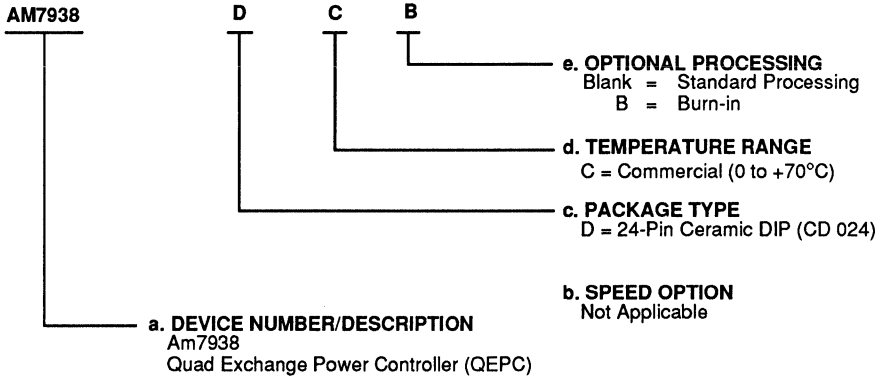 AM7938 D C B
e. OPTIONAL PROCESSING
Blank = Standard Processing
B = Burn-in
d. TEMPERATURE RANGE
C = Commercial (0 to +70°C)
c. PACKAGE TYPE
D = 24-Pin Ceramic DIP (CD 024)
b. SPEED OPTION
Not Applicable
a. DEVICE NUMBER/DESCRIPTION
Am7938
Quad Exchange Power Controller (QEPC)